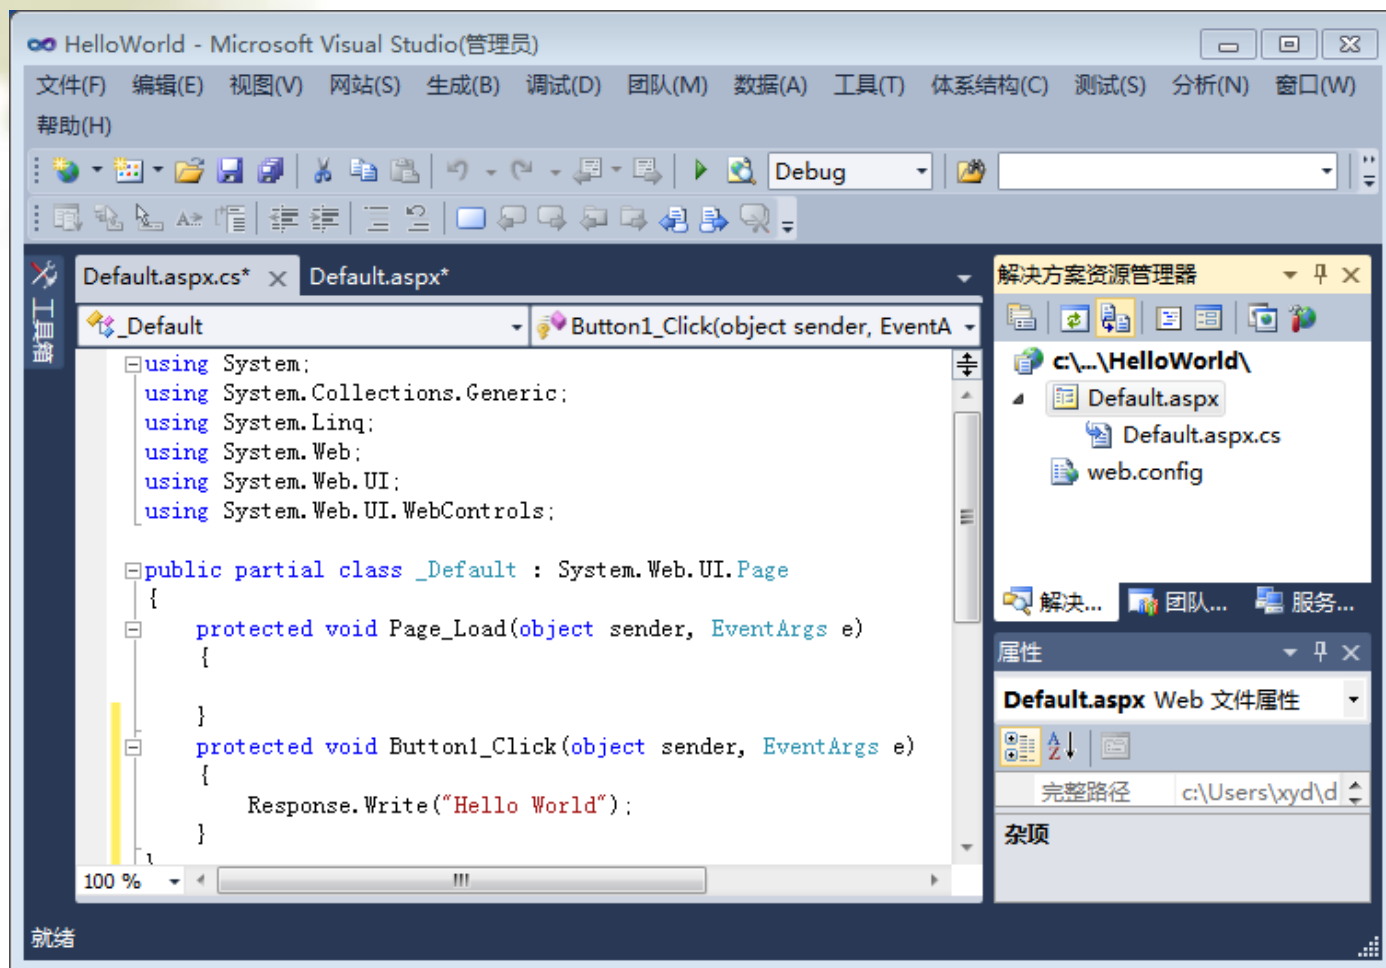 HelloWorld - Microsoft Visual Studio(管理员)
文件(F) 编辑(E) 视图(V) 网站(S) 生成(B) 调试(D) 团队(M) 数据(A) 工具(T) 体系结构(C) 测试(S) 分析(N) 窗口(W)
帮助(H)
Debug
工具箱
Default.aspx.cs* Default.aspx*
_Default Button1_Click(object sender, EventA
using System;
using System.Collections.Generic;
using System.Linq;
using System.Web;
using System.Web.UI;
using System.Web.UI.WebControls;
public partial class _Default : System.Web.UI.Page
{
protected void Page_Load(object sender, EventArgs e)
{
}
protected void Button1_Click(object sender, EventArgs e)
{
Response.Write("Hello World");
}
}
100 %
解决方案资源管理器
c:\...\HelloWorld\
Default.aspx
Default.aspx.cs
web.config
解决... 团队... 服务...
属性
Default.aspx Web 文件属性
完整路径 c:\Users\xyd\d
杂项
就绪